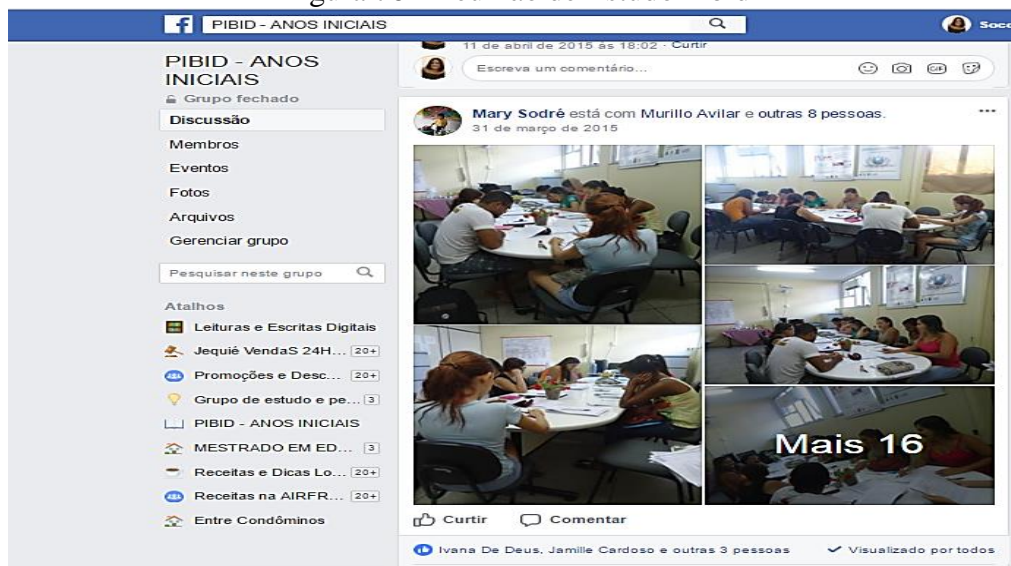 PIBID - ANOS INICIAIS
PIBID - ANOS
INICIAIS
Grupo fechado
Discussão
Membros
Eventos
Fotos
Arquivos
Gerenciar grupo
Pesquisar neste grupo
Atalhos
Leituras e Escritas Digitais
Jequié VendaS 24H... 20+
Promoções e Desc... 20+
Grupo de estudo e pe... 3
PIBID - ANOS INICIAIS
MESTRADO EM ED... 3
Receitas e Dicas Lo... 20+
Receitas na AIRFR... 20+
Entre Condôminos
11 de abril de 2015 às 18:02 · Curtir
Escreva um comentário...
GIF
Mary Sodré está com Murillo Avilar e outras 8 pessoas.
31 de março de 2015
Mais 16
Curtir Comentar
Ivana De Deus, Jamille Cardoso e outras 3 pessoas Visualizado por todos